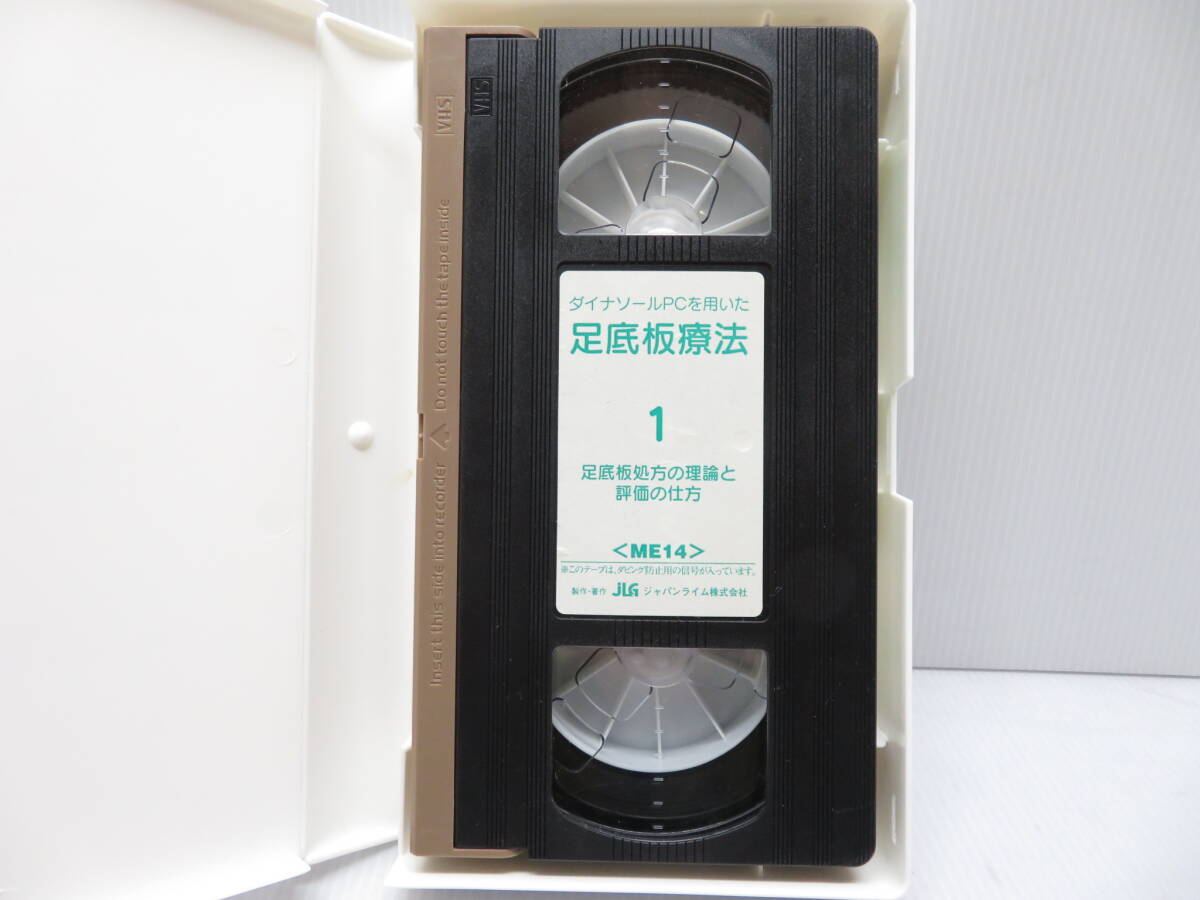 VHS
VHS
Do not touch the tape inside
Insert this side into recorder
ダイナソールPCを用いた
足底板療法
1
足底板処方の理論と
評価の仕方
<ME14>
※このテープは、ダビング防止用の信号が入っています。
製作・著作 JLC ジャパンライム株式会社